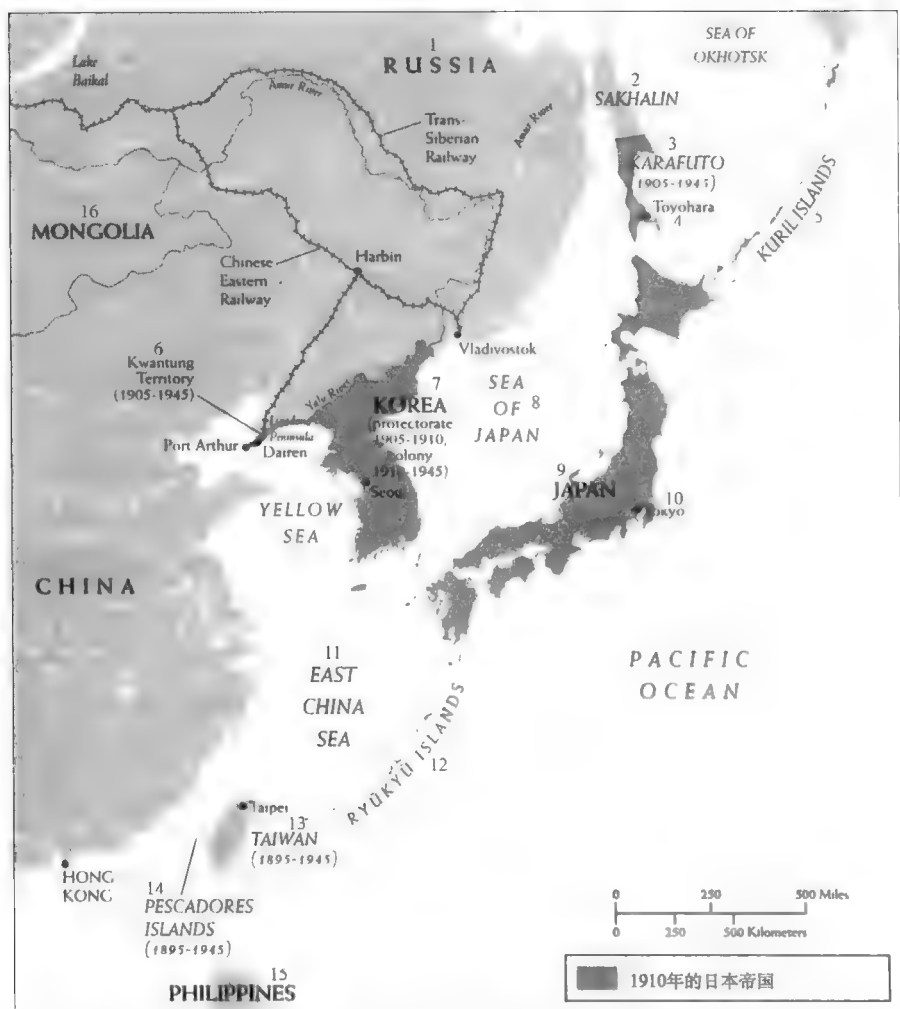 SEA OF
OKHOTSK
1
RUSSIA
Lake
Baikal
Amur River
Amur River
Trans-
Siberian
Railway
2
SAKHALIN
3
KARAFUTO
(1905-1945)
Toyohara
4
KURIL ISLANDS
5
16
MONGOLIA
Chinese
Eastern
Railway
Harbin
Vladivostok
6
Kwantung
Territory
(1905-1945)
Yalu River
7
KOREA
(protectorate
1905-1910,
colony
1910-1945)
SEA
OF 8
JAPAN
Port Arthur
Peninsula
Dairen
Seoul
9
JAPAN
10
Tokyo
YELLOW
SEA
CHINA
11
EAST
CHINA
SEA
PACIFIC
OCEAN
RYŪKYŪ ISLANDS
12
Taipei
13
TAIWAN
(1895-1945)
HONG
KONG
14
PESCADORES
ISLANDS
(1895-1945)
15
PHILIPPINES
0 250 500 Miles
0 250 500 Kilometers
1910年的日本帝国